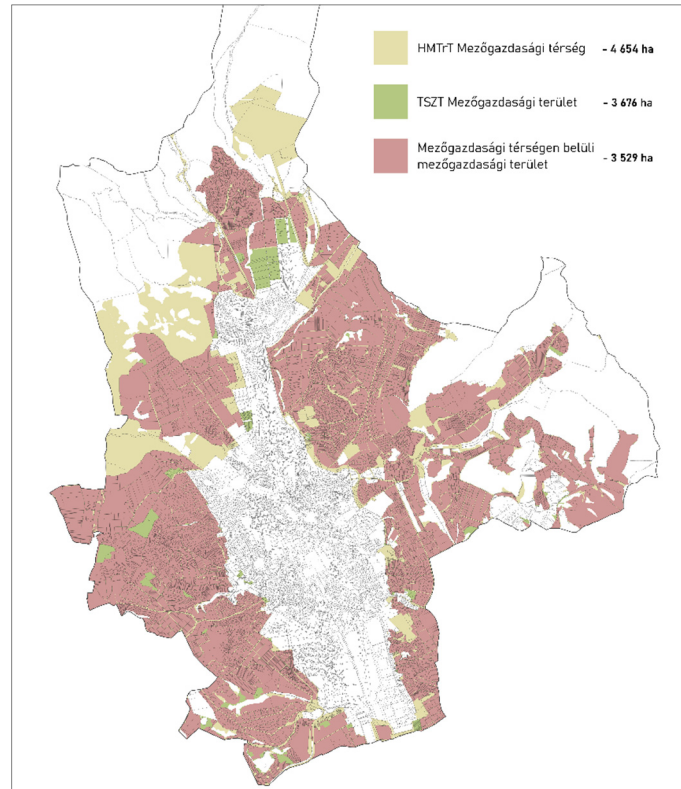 HMTrT Mezőgazdasági térség - 4 654 ha
TSZT Mezőgazdasági terület - 3 676 ha
Mezőgazdasági térségen belüli
mezőgazdasági terület - 3 529 ha